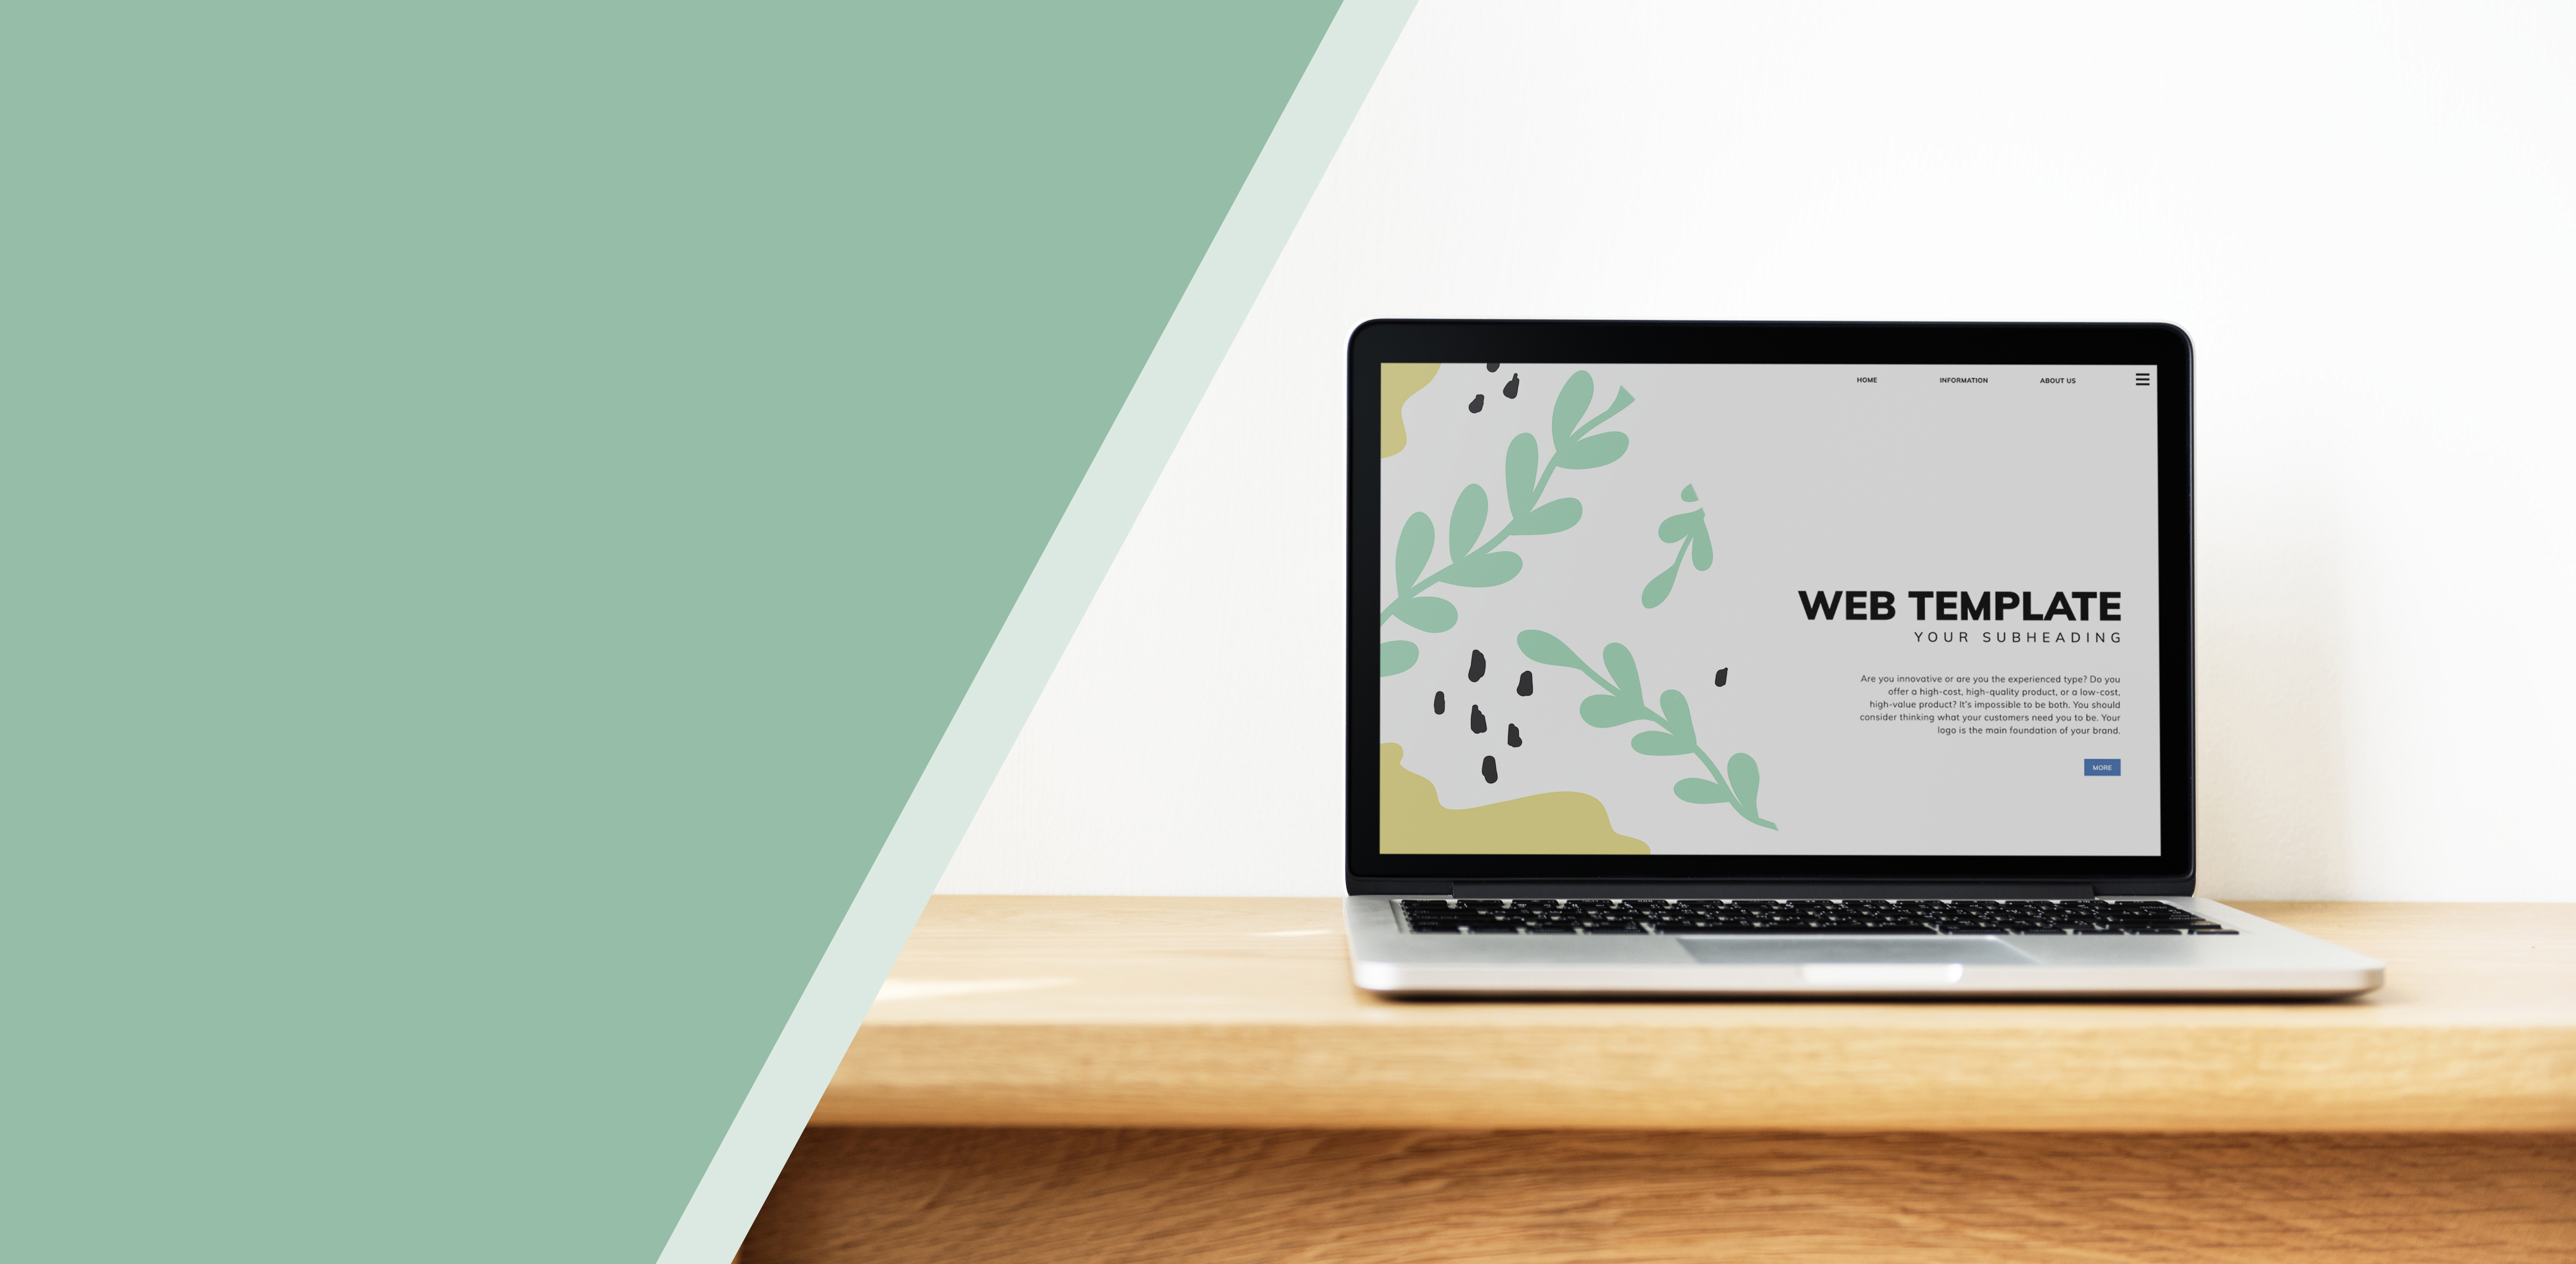 HOME INFORMATION ABOUT US
WEB TEMPLATE
YOUR SUBHEADING
Are you innovative or are you the experienced type? Do you
offer a high-cost, high-quality product, or a low-cost,
high-value product? It's impossible to be both. You should
consider thinking what your customers need you to be. Your
logo is the main foundation of your brand.
MORE